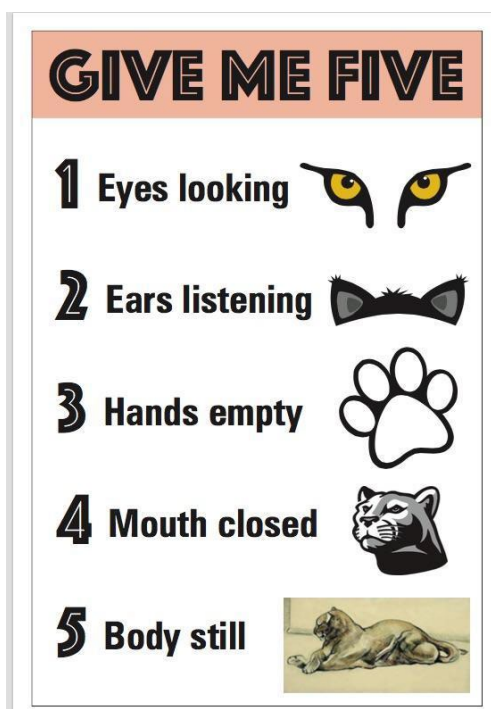 GIVE ME FIVE
1 Eyes looking
2 Ears listening
3 Hands empty
4 Mouth closed
5 Body still